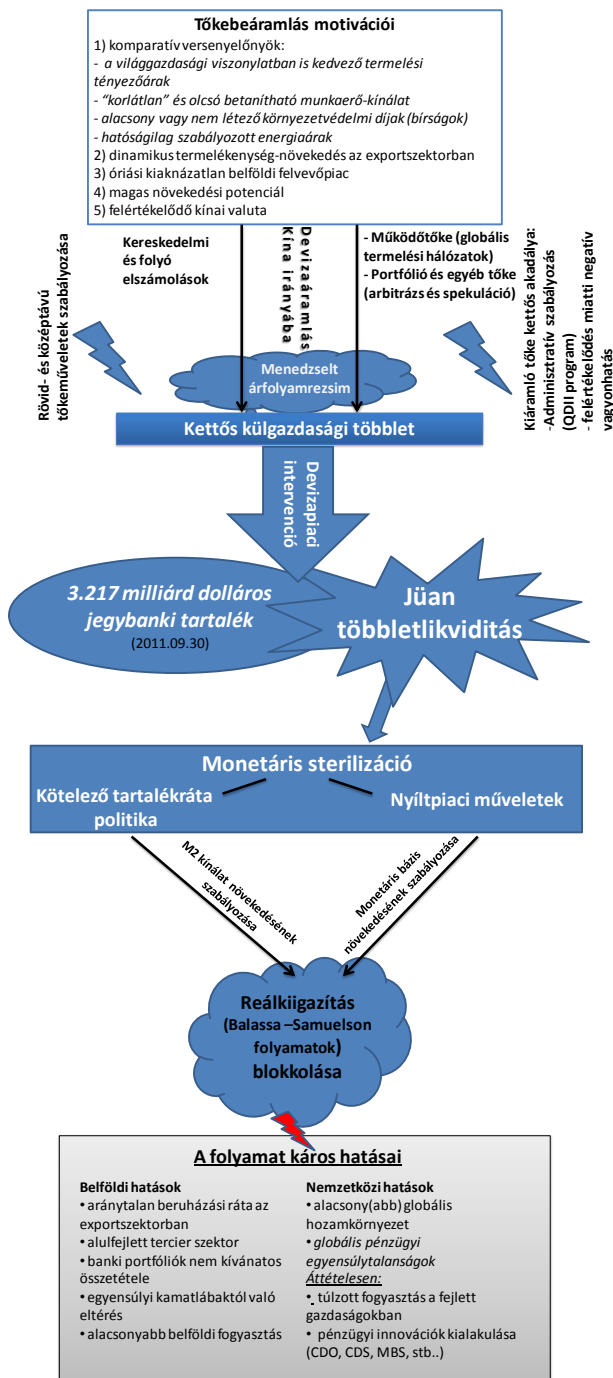 Tőkebeáramlás motivációi
1) komparatív versenyelőnyök:
- a világgazdasági viszonylatban is kedvező termelési
tényezőárak
- “korlátlan” és olcsó betanítható munkaerő-kínálat
- alacsony vagy nem létező környezetvédelmi díjak (bírságok)
- hatóságilag szabályozott energiaárak
2) dinamikus termelékenység-növekedés az exportszektorban
3) óriási kiaknázatlan belföldi felvevőpiac
4) magas növekedési potenciál
5) felértékelődő kínai valuta
Rövid- és középtávú
tőkeműveletek szabályozása
Kereskedelmi
és folyó
elszámolások
Devizaáramlás
Kína irányába
- Működőtőke (globális
termelési hálózatok)
- Portfólió és egyéb tőke
(arbitrázs és spekuláció)
Kiáramló tőke kettős akadálya:
-Adminisztratív szabályozás
(QDII program)
- felértékelődés miatti negatív
vagyonhatás
Menedzselt
árfolyamrezsim
Kettős külgazdasági többlet
Devizapiaci
intervenció
3.217 milliárd dolláros
jegybanki tartalék
(2011.09.30)
Jüan
többletlikviditás
Monetáris sterilizáció
Kötelező tartalékráta
politika
Nyíltpiaci műveletek
M2 kínálat növekedésének
szabályozása
Monetáris bázis
növekedésének szabályozása
Reálkiigazítás
(Balassa –Samuelson
folyamatok)
blokkolása
A folyamat káros hatásai
Belföldi hatások
• aránytalan beruházási ráta az
exportszektorban
• alulfejlett tercier szektor
• banki portfóliók nem kívánatos
összetétele
• egyensúlyi kamatlábaktól való
eltérés
• alacsonyabb belföldi fogyasztás
Nemzetközi hatások
• alacsony(abb) globális
hozamkörnyezet
• globális pénzügyi
egyensúlytalanságok
Áttételesen:
• túlzott fogyasztás a fejlett
gazdaságokban
• pénzügyi innovációk kialakulása
(CDO, CDS, MBS, stb..)